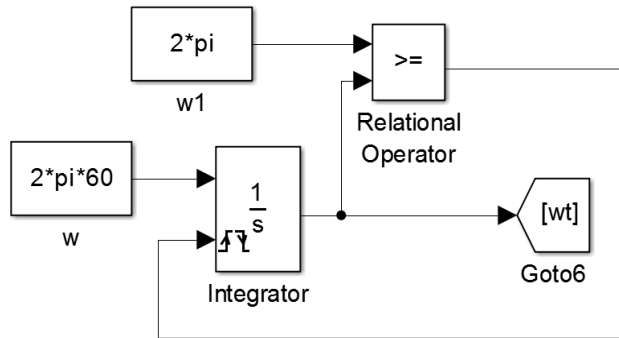 2*pi
w1
>=
Relational
Operator
2*pi*60
w
1
s
Integrator
[wt]
Goto6